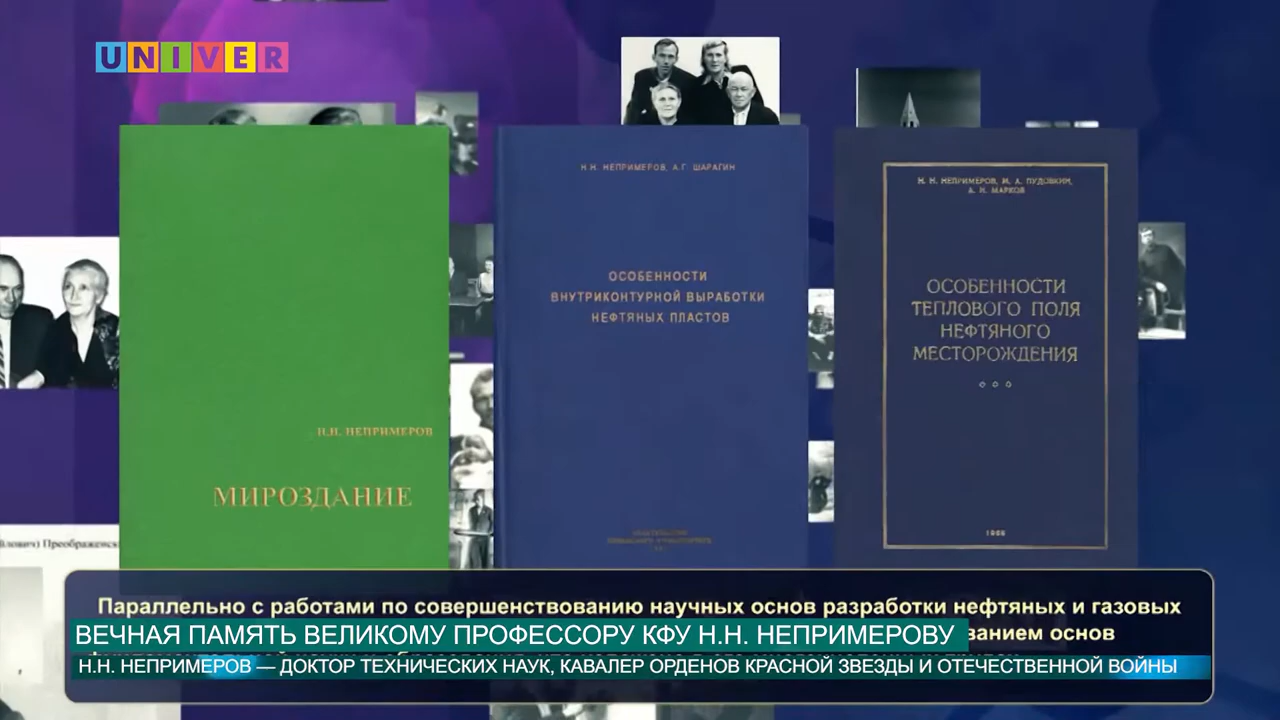 UNIVER
Н.Н. НЕПРИМЕРОВ
МИРОЗДАНИЕ
Н.Н. НЕПРИМЕРОВ, А.Г. ШАРАГИН
ОСОБЕННОСТИ
ВНУТРИКОНТУРНОЙ ВЫРАБОТКИ
НЕФТЯНЫХ ПЛАСТОВ
Н. Н. НЕПРИМЕРОВ, М. А. ПУДОВКИН,
А. И. МАРКОВ
ОСОБЕННОСТИ
ТЕПЛОВОГО ПОЛЯ
НЕФТЯНОГО
МЕСТОРОЖДЕНИЯ
Преображенск
Параллельно с работами по совершенствованию научных основ разработки нефтяных и газовых
основ
ВЕЧНАЯ ПАМЯТЬ ВЕЛИКОМУ ПРОФЕССОРУ КФУ Н.Н. НЕПРИМЕРОВУ
Н.Н. НЕПРИМЕРОВ — ДОКТОР ТЕХНИЧЕСКИХ НАУК, КАВАЛЕР ОРДЕНОВ КРАСНОЙ ЗВЕЗДЫ И ОТЕЧЕСТВЕННОЙ ВОЙНЫ